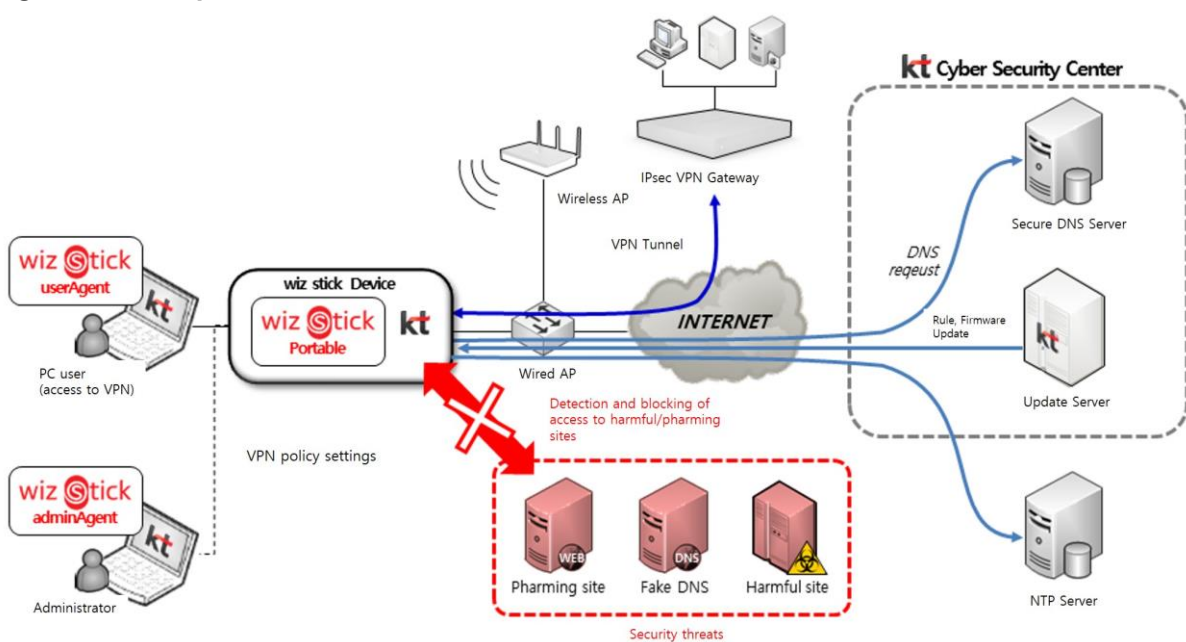 kt Cyber Security Center
IPsec VPN Gateway
Wireless AP
VPN Tunnel
Secure DNS Server
DNS
reqeust
wiz stick
userAgent
kt
PC user
(access to VPN)
wiz stick Device
wiz stick
Portable
kt
INTERNET
Wired AP
Rule, Firmware
Update
kt
Update Server
Detection and blocking of
access to harmful/pharming
sites
VPN policy settings
wiz stick
adminAgent
kt
Administrator
WEB
Pharming site
DNS
Fake DNS
Harmful site
NTP Server
Security threats